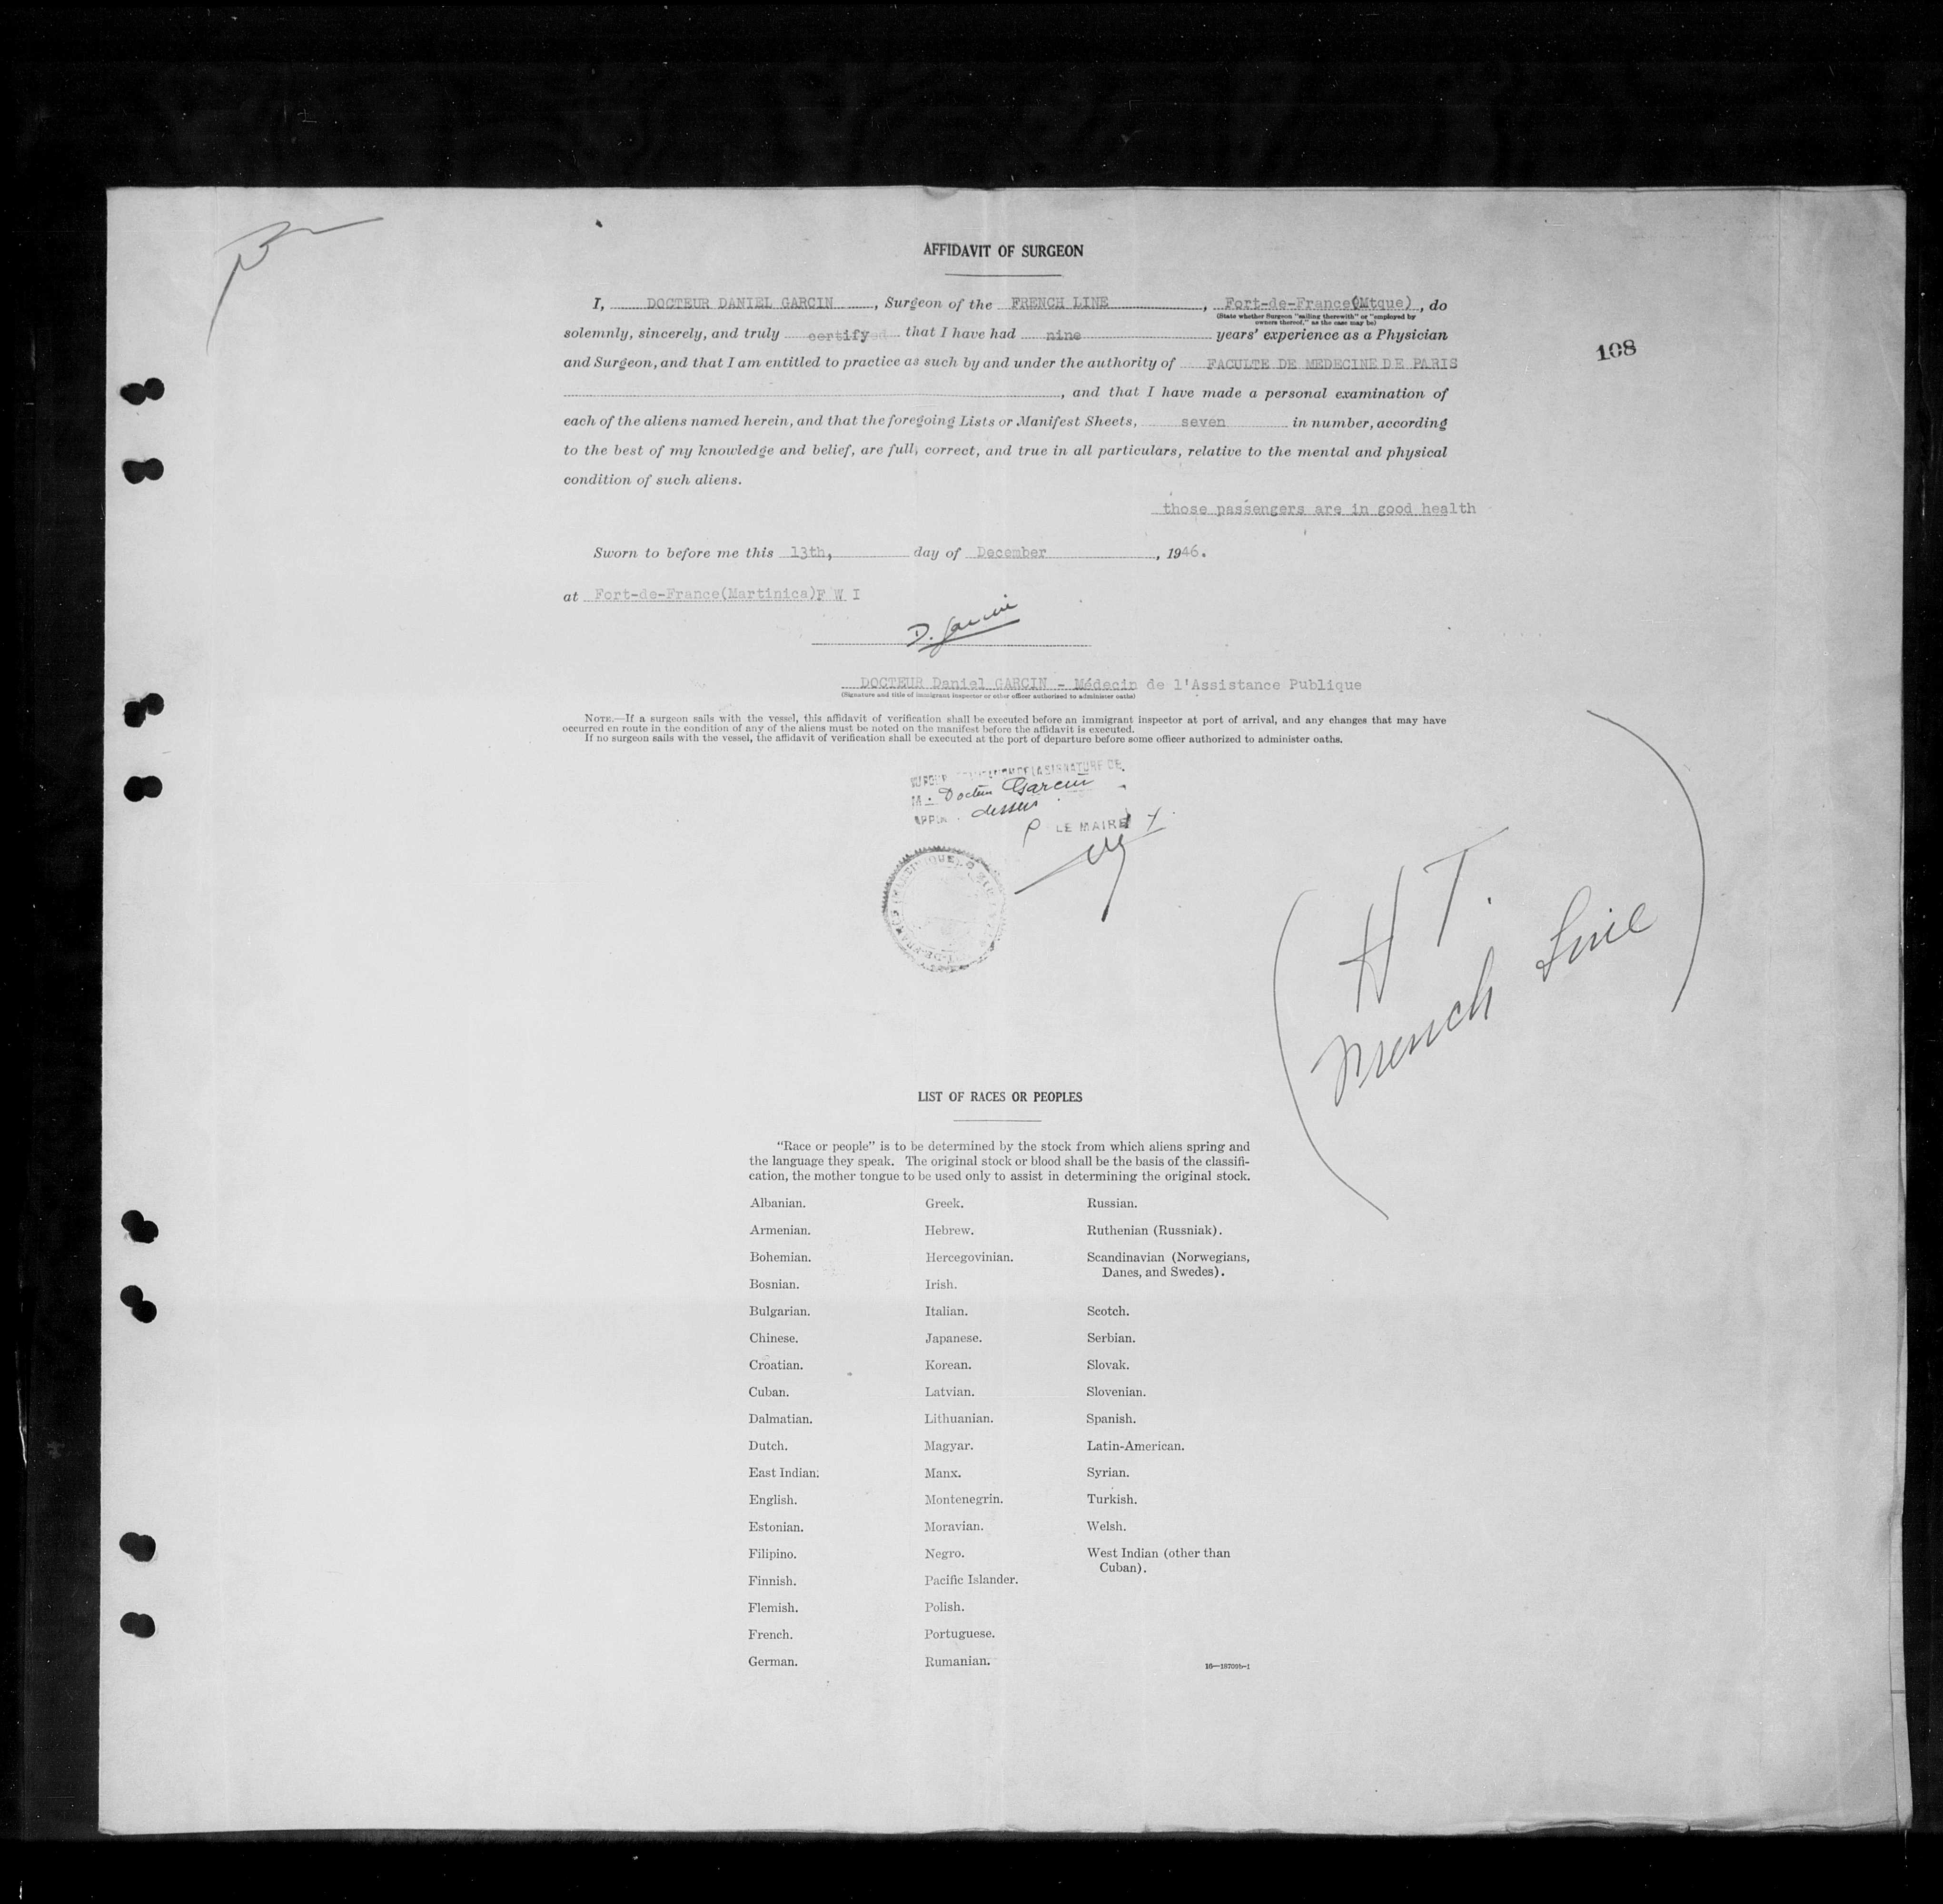 AFFIDAVIT OF SURGEON
I, DOCTEUR DANIEL GARCIN, Surgeon of the FRENCH LINE, Fort-de-France(Mtque), do
(State whether Surgeon "sailing therewith" or "employed by
owners thereof," as the case may be)
solemnly, sincerely, and truly certify that I have had nine years' experience as a Physician
108
and Surgeon, and that I am entitled to practice as such by and under the authority of FACULTE DE MEDECINE DE PARIS
, and that I have made a personal examination of
each of the aliens named herein, and that the foregoing Lists or Manifest Sheets, seven in number, according
to the best of my knowledge and belief, are full, correct, and true in all particulars, relative to the mental and physical
condition of such aliens.
those passengers are in good health
Sworn to before me this 13th, day of December, 1946.
at Fort-de-France(Martinica)F W I
D. Garcin
DOCTEUR Daniel GARCIN - Médecin de l'Assistance Publique
(Signature and title of immigrant inspector or other officer authorized to administer oaths)
NOTE.—If a surgeon sails with the vessel, this affidavit of verification shall be executed before an immigrant inspector at port of arrival, and any changes that may have
occurred en route in the condition of any of the aliens must be noted on the manifest before the affidavit is executed.
If no surgeon sails with the vessel, the affidavit of verification shall be executed at the port of departure before some officer authorized to administer oaths.
DE LA SIGNATURE DE
M. Docteur Garcin
dessus
LE MAIRE
H T.
French Line
LIST OF RACES OR PEOPLES
"Race or people" is to be determined by the stock from which aliens spring and
the language they speak. The original stock or blood shall be the basis of the classifi-
cation, the mother tongue to be used only to assist in determining the original stock.
Albanian.
Armenian.
Bohemian.
Bosnian.
Bulgarian.
Chinese.
Croatian.
Cuban.
Dalmatian.
Dutch.
East Indian.
English.
Estonian.
Filipino.
Finnish.
Flemish.
French.
German.
Greek.
Hebrew.
Hercegovinian.
Irish.
Italian.
Japanese.
Korean.
Latvian.
Lithuanian.
Magyar.
Manx.
Montenegrin.
Moravian.
Negro.
Pacific Islander.
Polish.
Portuguese.
Rumanian.
Russian.
Ruthenian (Russniak).
Scandinavian (Norwegians,
Danes, and Swedes).
Scotch.
Serbian.
Slovak.
Slovenian.
Spanish.
Latin-American.
Syrian.
Turkish.
Welsh.
West Indian (other than
Cuban).
16—18709b-1